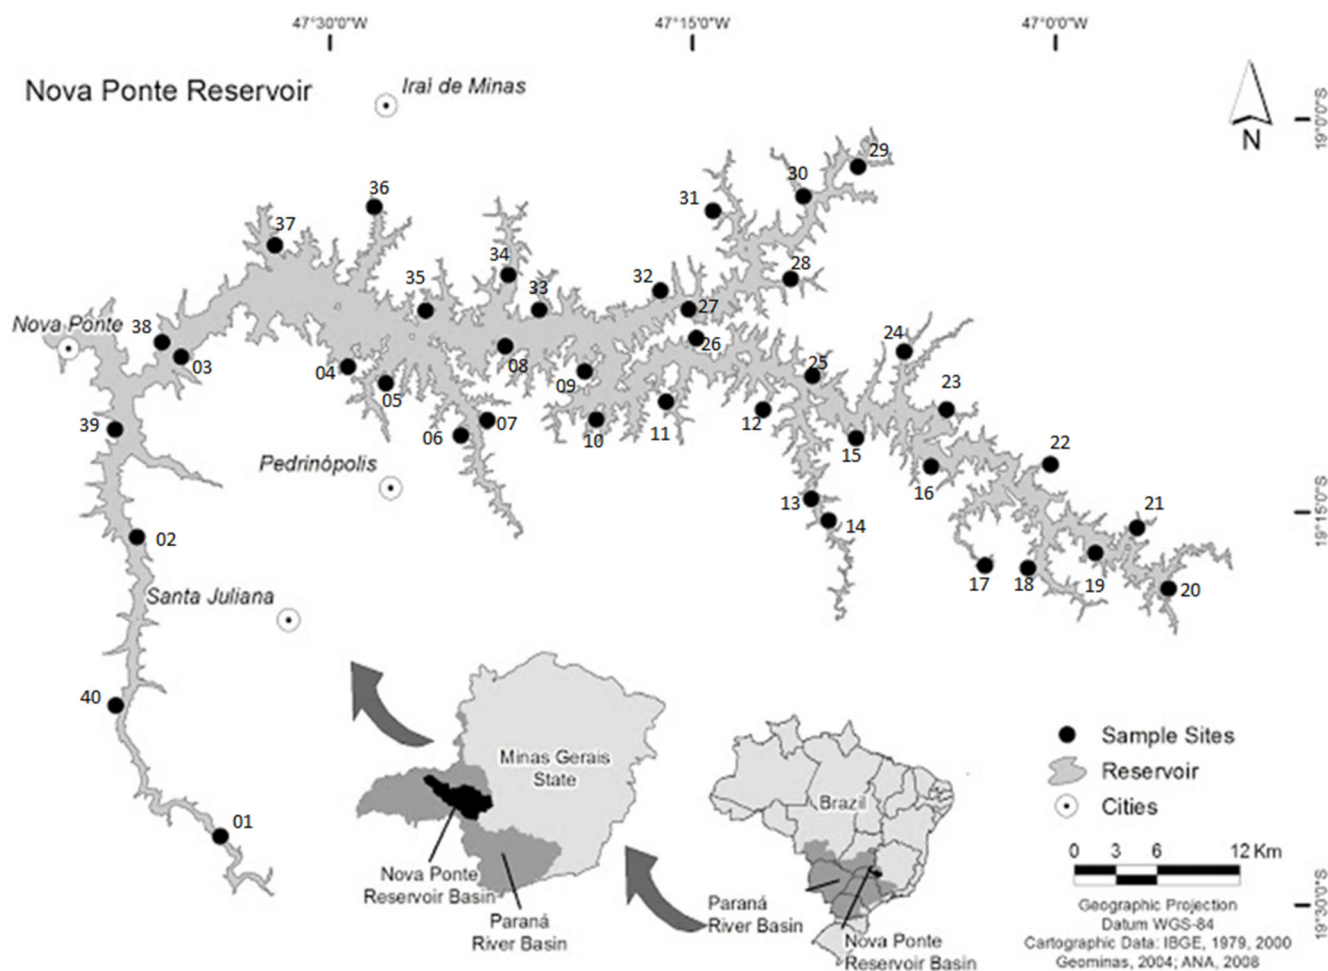 47°30'0"W
47°15'0"W
47°0'0"W
Nova Ponte Reservoir
Iraí de Minas
N
19°0'0"S
29
30
36
31
37
34
28
35
32
33
27
Nova Ponte
38
26
24
03
08
25
04
09
23
05
12
11
39
06
07
10
15
22
Pedrinópolis
16
13
21
19°15'0"S
14
02
17
18
19
20
Santa Juliana
40
Minas Gerais
State
Sample Sites
Reservoir
Brazil
Cities
01
0 3 6 12 Km
Nova Ponte
Reservoir Basin
Paraná
River Basin
Paraná
River Basin
Nova Ponte
Reservoir Basin
19°30'0"S
Geographic Projection
Datum WGS-84
Cartographic Data: IBGE, 1979, 2000
Geominas, 2004; ANA, 2008